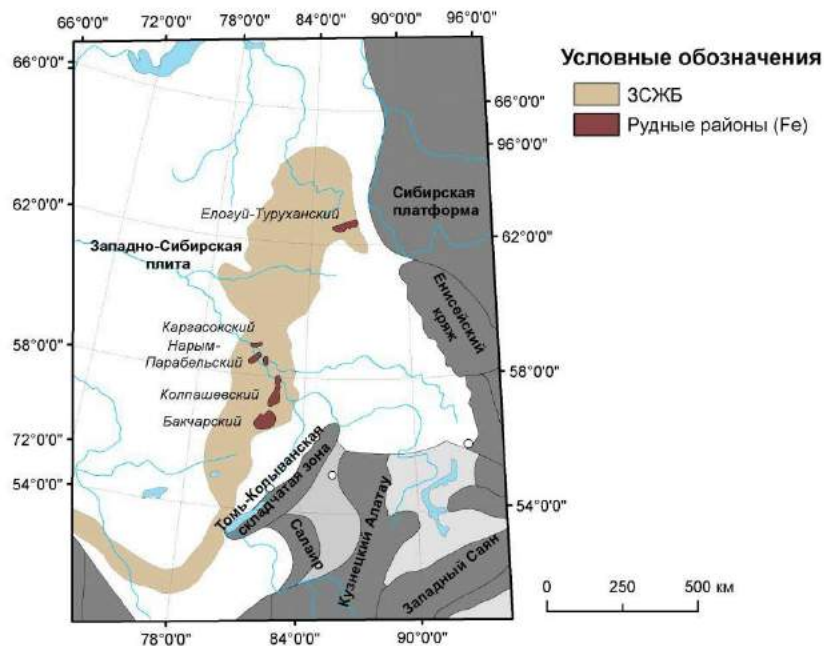 66°0'0" 72°0'0" 78°0'0" 84°0'0" 90°0'0" 96°0'0"
Условные обозначения
ЗСЖБ
Рудные районы (Fe)
66°0'0"
66°0'0"
96°0'0"
62°0'0"
62°0'0"
58°0'0"
58°0'0"
72°0'0"
54°0'0"
54°0'0"
Сибирская
платформа
Елогуй-Туруханский
Западно-Сибирская
плита
Енисейский
кряж
Каргасокский
Нарым-
Парабельский
Колпашевский
Бакчарский
Томь-Колыванская
складчатая зона
Салаир
Кузнецкий Алатау
Западный Саян
0 250 500 км
78°0'0" 84°0'0" 90°0'0"